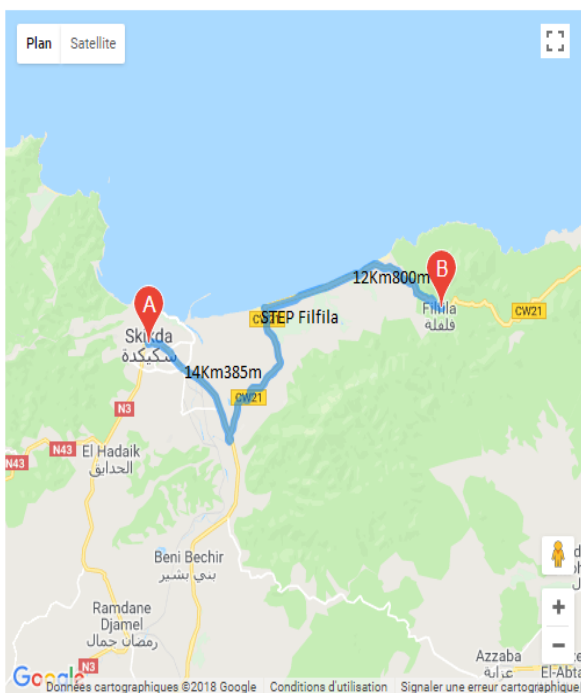 Plan Satellite
B
12Km800m
A
Filfila
فلفلة
CW21
STEP Filfila
Skikda
سكيكدة
14Km385m
CW21
N3
N43
El Hadaik
الحدايق
N43
Beni Bechir
بني بشير
Ramdane
Djamel
رمضان جمال
Azzaba
عزابة
El-Abta
N3
Google
Données cartographiques ©2018 Google Conditions d'utilisation Signaler une erreur cartographique